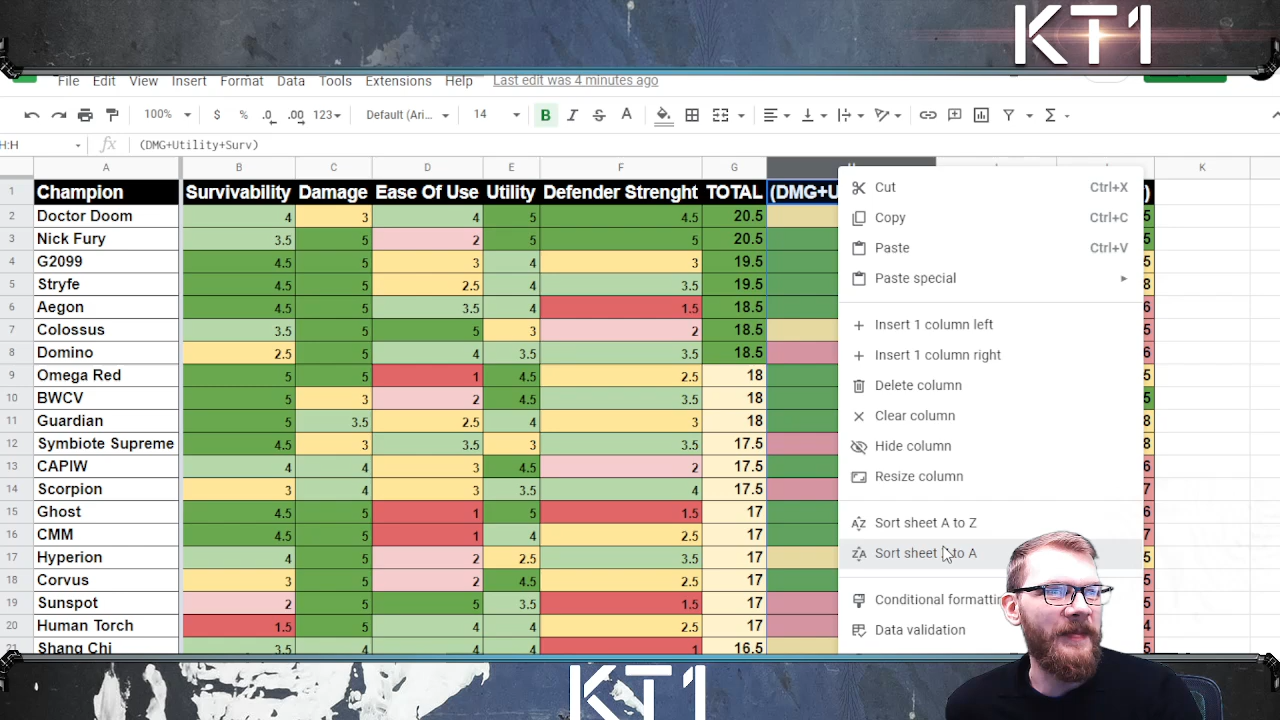 KT1
File Edit View Insert Format Data Tools Extensions Help Last edit was 4 minutes ago
100% $ % .0 .00 123 Default (Ari... 14 B I S A Σ
H:H fx (DMG+Utility+Surv)
A B C D E F G K
1 Champion Survivability Damage Ease Of Use Utility Defender Strenght TOTAL (DMG+U
2 Doctor Doom 4 3 4 5 4.5 20.5
3 Nick Fury 3.5 5 2 5 5 20.5
4 G2099 4.5 5 3 4 3 19.5
5 Stryfe 4.5 5 2.5 4 3.5 19.5
6 Aegon 4.5 5 3.5 4 1.5 18.5
7 Colossus 3.5 5 5 3 2 18.5
8 Domino 2.5 5 4 3.5 3.5 18.5
9 Omega Red 5 5 1 4.5 2.5 18
10 BWCV 5 3 2 4.5 3.5 18
11 Guardian 5 3.5 2.5 4 3 18
12 Symbiote Supreme 4.5 3 3.5 3 3.5 17.5
13 CAPIW 4 4 3 4.5 2 17.5
14 Scorpion 3 4 3 3.5 4 17.5
15 Ghost 4.5 5 1 5 1.5 17
16 CMM 4.5 5 1 4 2.5 17
17 Hyperion 4 5 2 2.5 17
18 Corvus 3 5 2 4.5 2.5 17
19 Sunspot 2 5 5 3.5 1.5 17
20 Human Torch 1.5 5 4 4 2.5 17
21 Shang Chi 3.5 4 4 4 1 16.5
Cut Ctrl+X
Copy Ctrl+C
Paste Ctrl+V
Paste special
Insert 1 column left
Insert 1 column right
Delete column
Clear column
Hide column
Resize column
Sort sheet A to Z
Sort sheet to A
Conditional formattin
Data validation
KT1